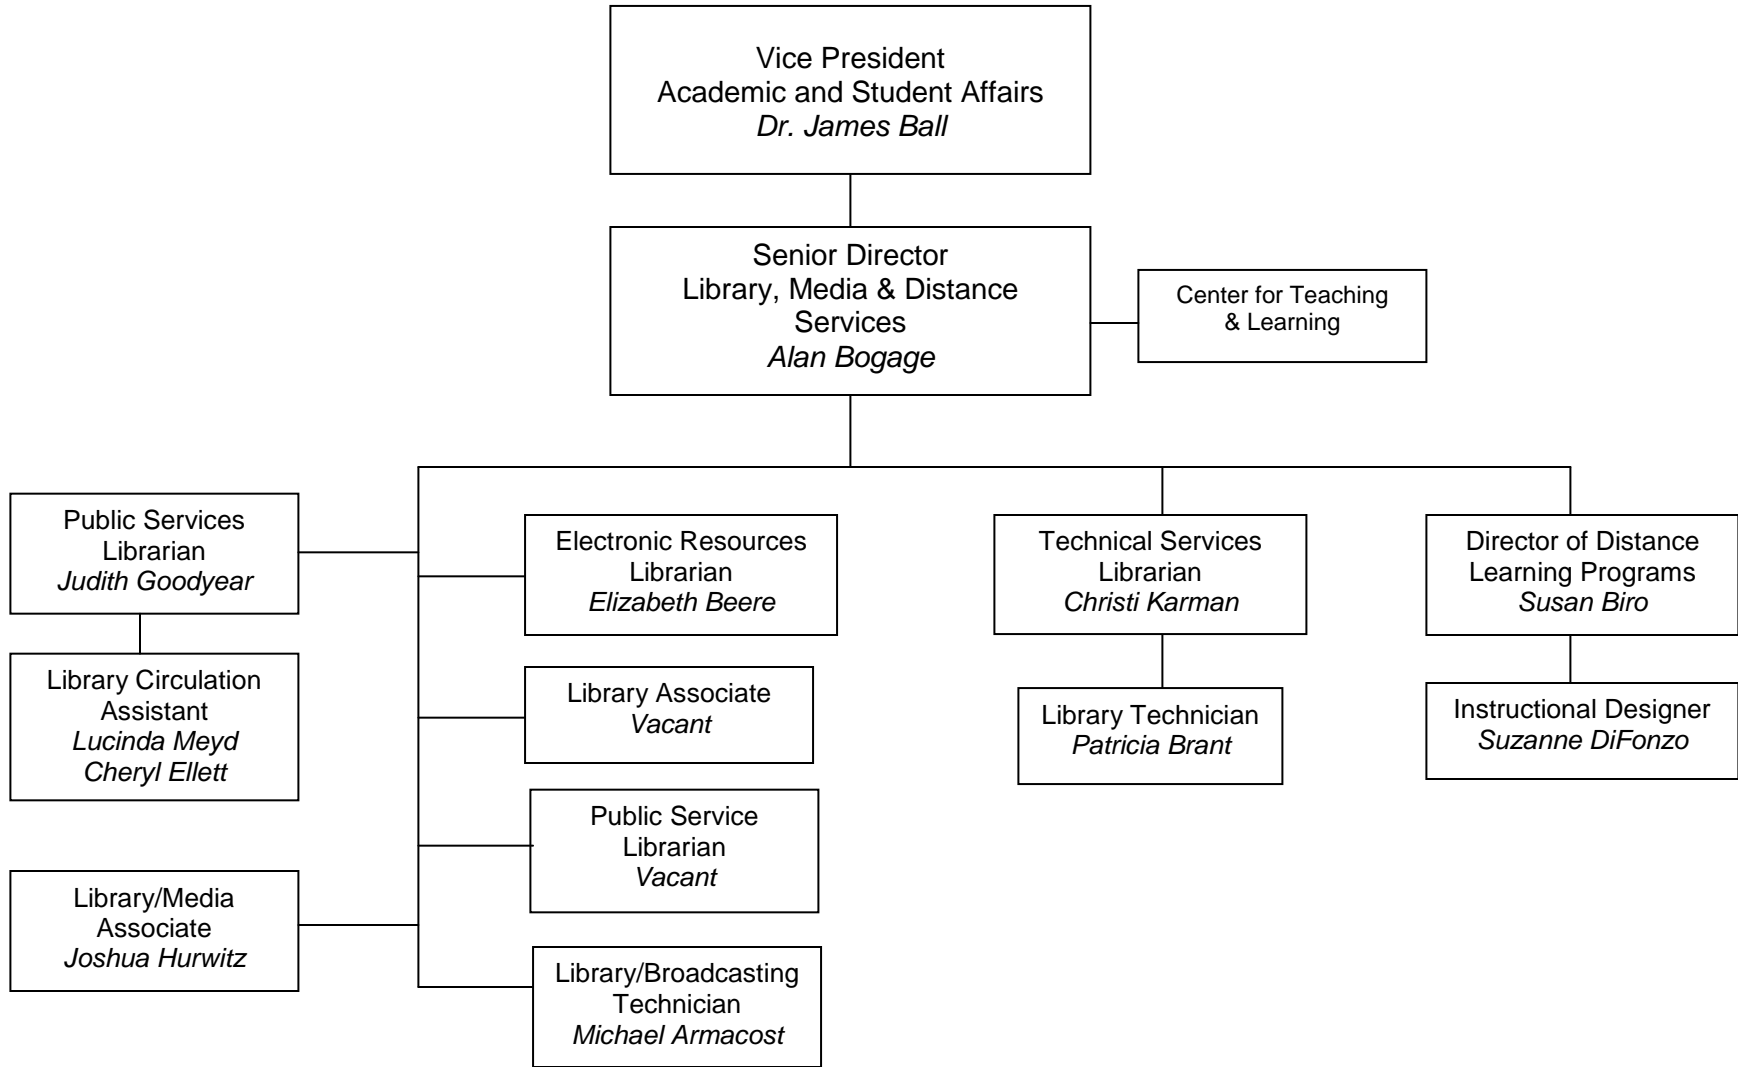 Vice President
Academic and Student Affairs
Dr. James Ball
Senior Director
Library, Media & Distance
Services
Alan Bogage
Center for Teaching
& Learning
Public Services
Librarian
Judith Goodyear
Library Circulation
Assistant
Lucinda Meyd
Cheryl Ellett
Library/Media
Associate
Joshua Hurwitz
Electronic Resources
Librarian
Elizabeth Beere
Library Associate
Vacant
Public Service
Librarian
Vacant
Library/Broadcasting
Technician
Michael Armacost
Technical Services
Librarian
Christi Karman
Library Technician
Patricia Brant
Director of Distance
Learning Programs
Susan Biro
Instructional Designer
Suzanne DiFonzo